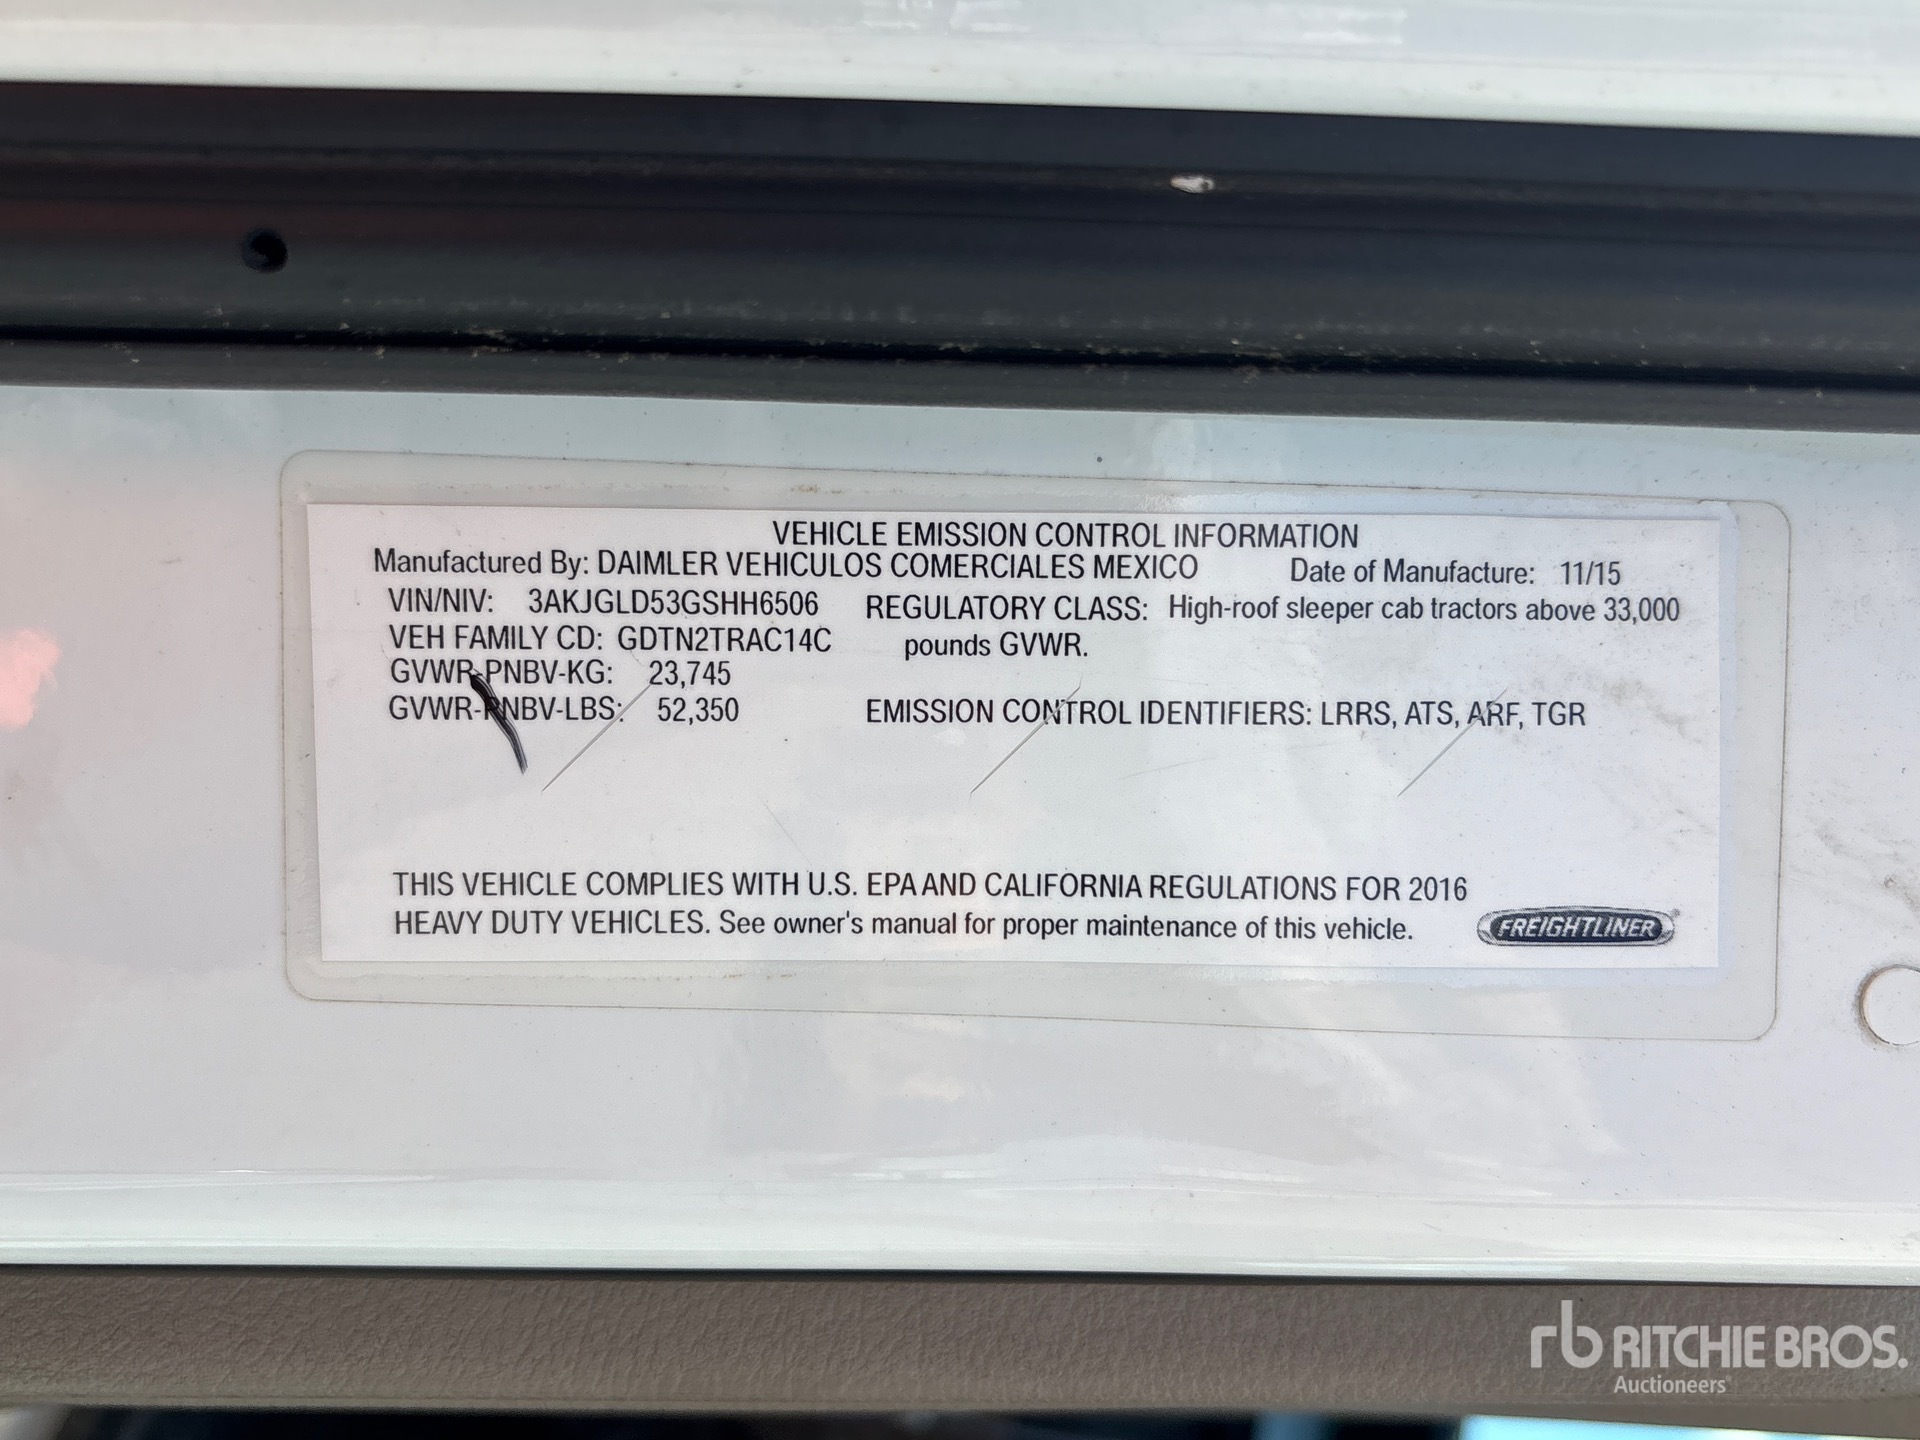 VEHICLE EMISSION CONTROL INFORMATION
Manufactured By: DAIMLER VEHICULOS COMERCIALES MEXICO Date of Manufacture: 11/15
VIN/NIV: 3AKJGLD53GSHH6506 REGULATORY CLASS: High-roof sleeper cab tractors above 33,000
VEH FAMILY CD: GDTN2TRAC14C pounds GVWR.
GVWR-PNBV-KG: 23,745
GVWR-PNBV-LBS: 52,350 EMISSION CONTROL IDENTIFIERS: LRRS, ATS, ARF, TGR
THIS VEHICLE COMPLIES WITH U.S. EPA AND CALIFORNIA REGULATIONS FOR 2016
HEAVY DUTY VEHICLES. See owner's manual for proper maintenance of this vehicle.
FREIGHTLINER
rb RITCHIE BROS.
Auctioneers